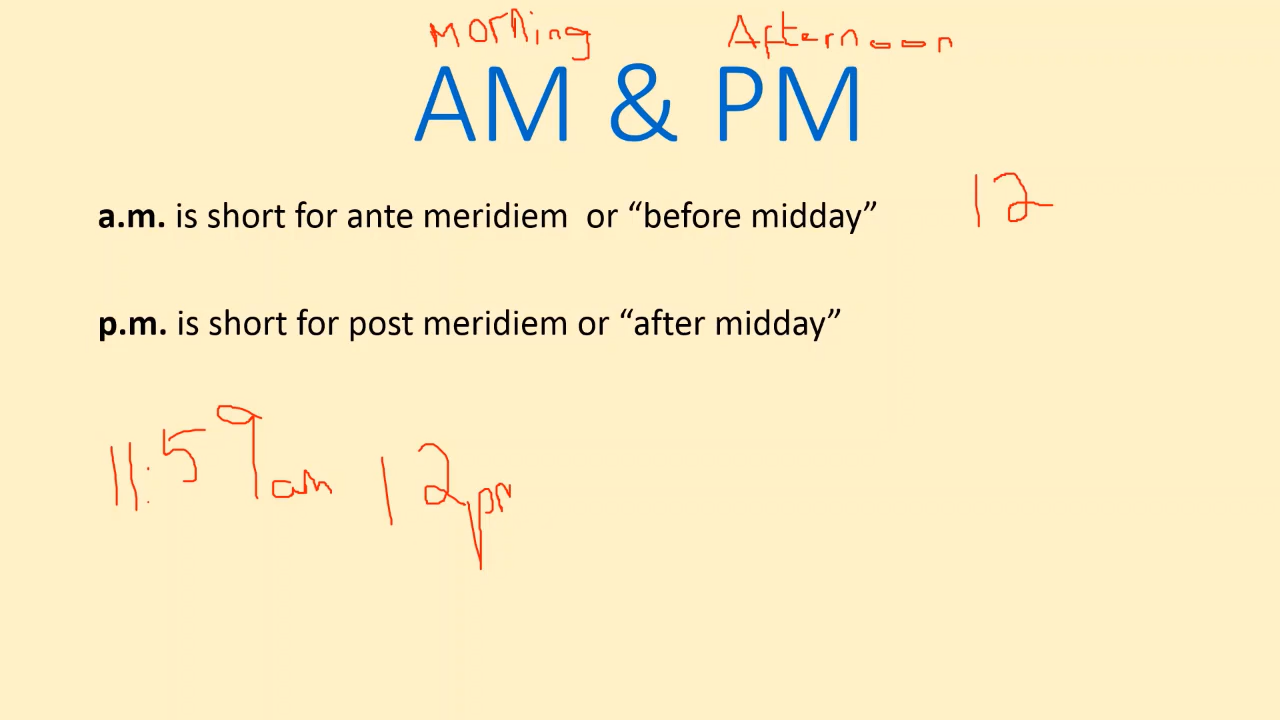 Morning Afternoon
AM & PM
12
a.m. is short for ante meridiem or “before midday”
p.m. is short for post meridiem or “after midday”
11:59am 12pm